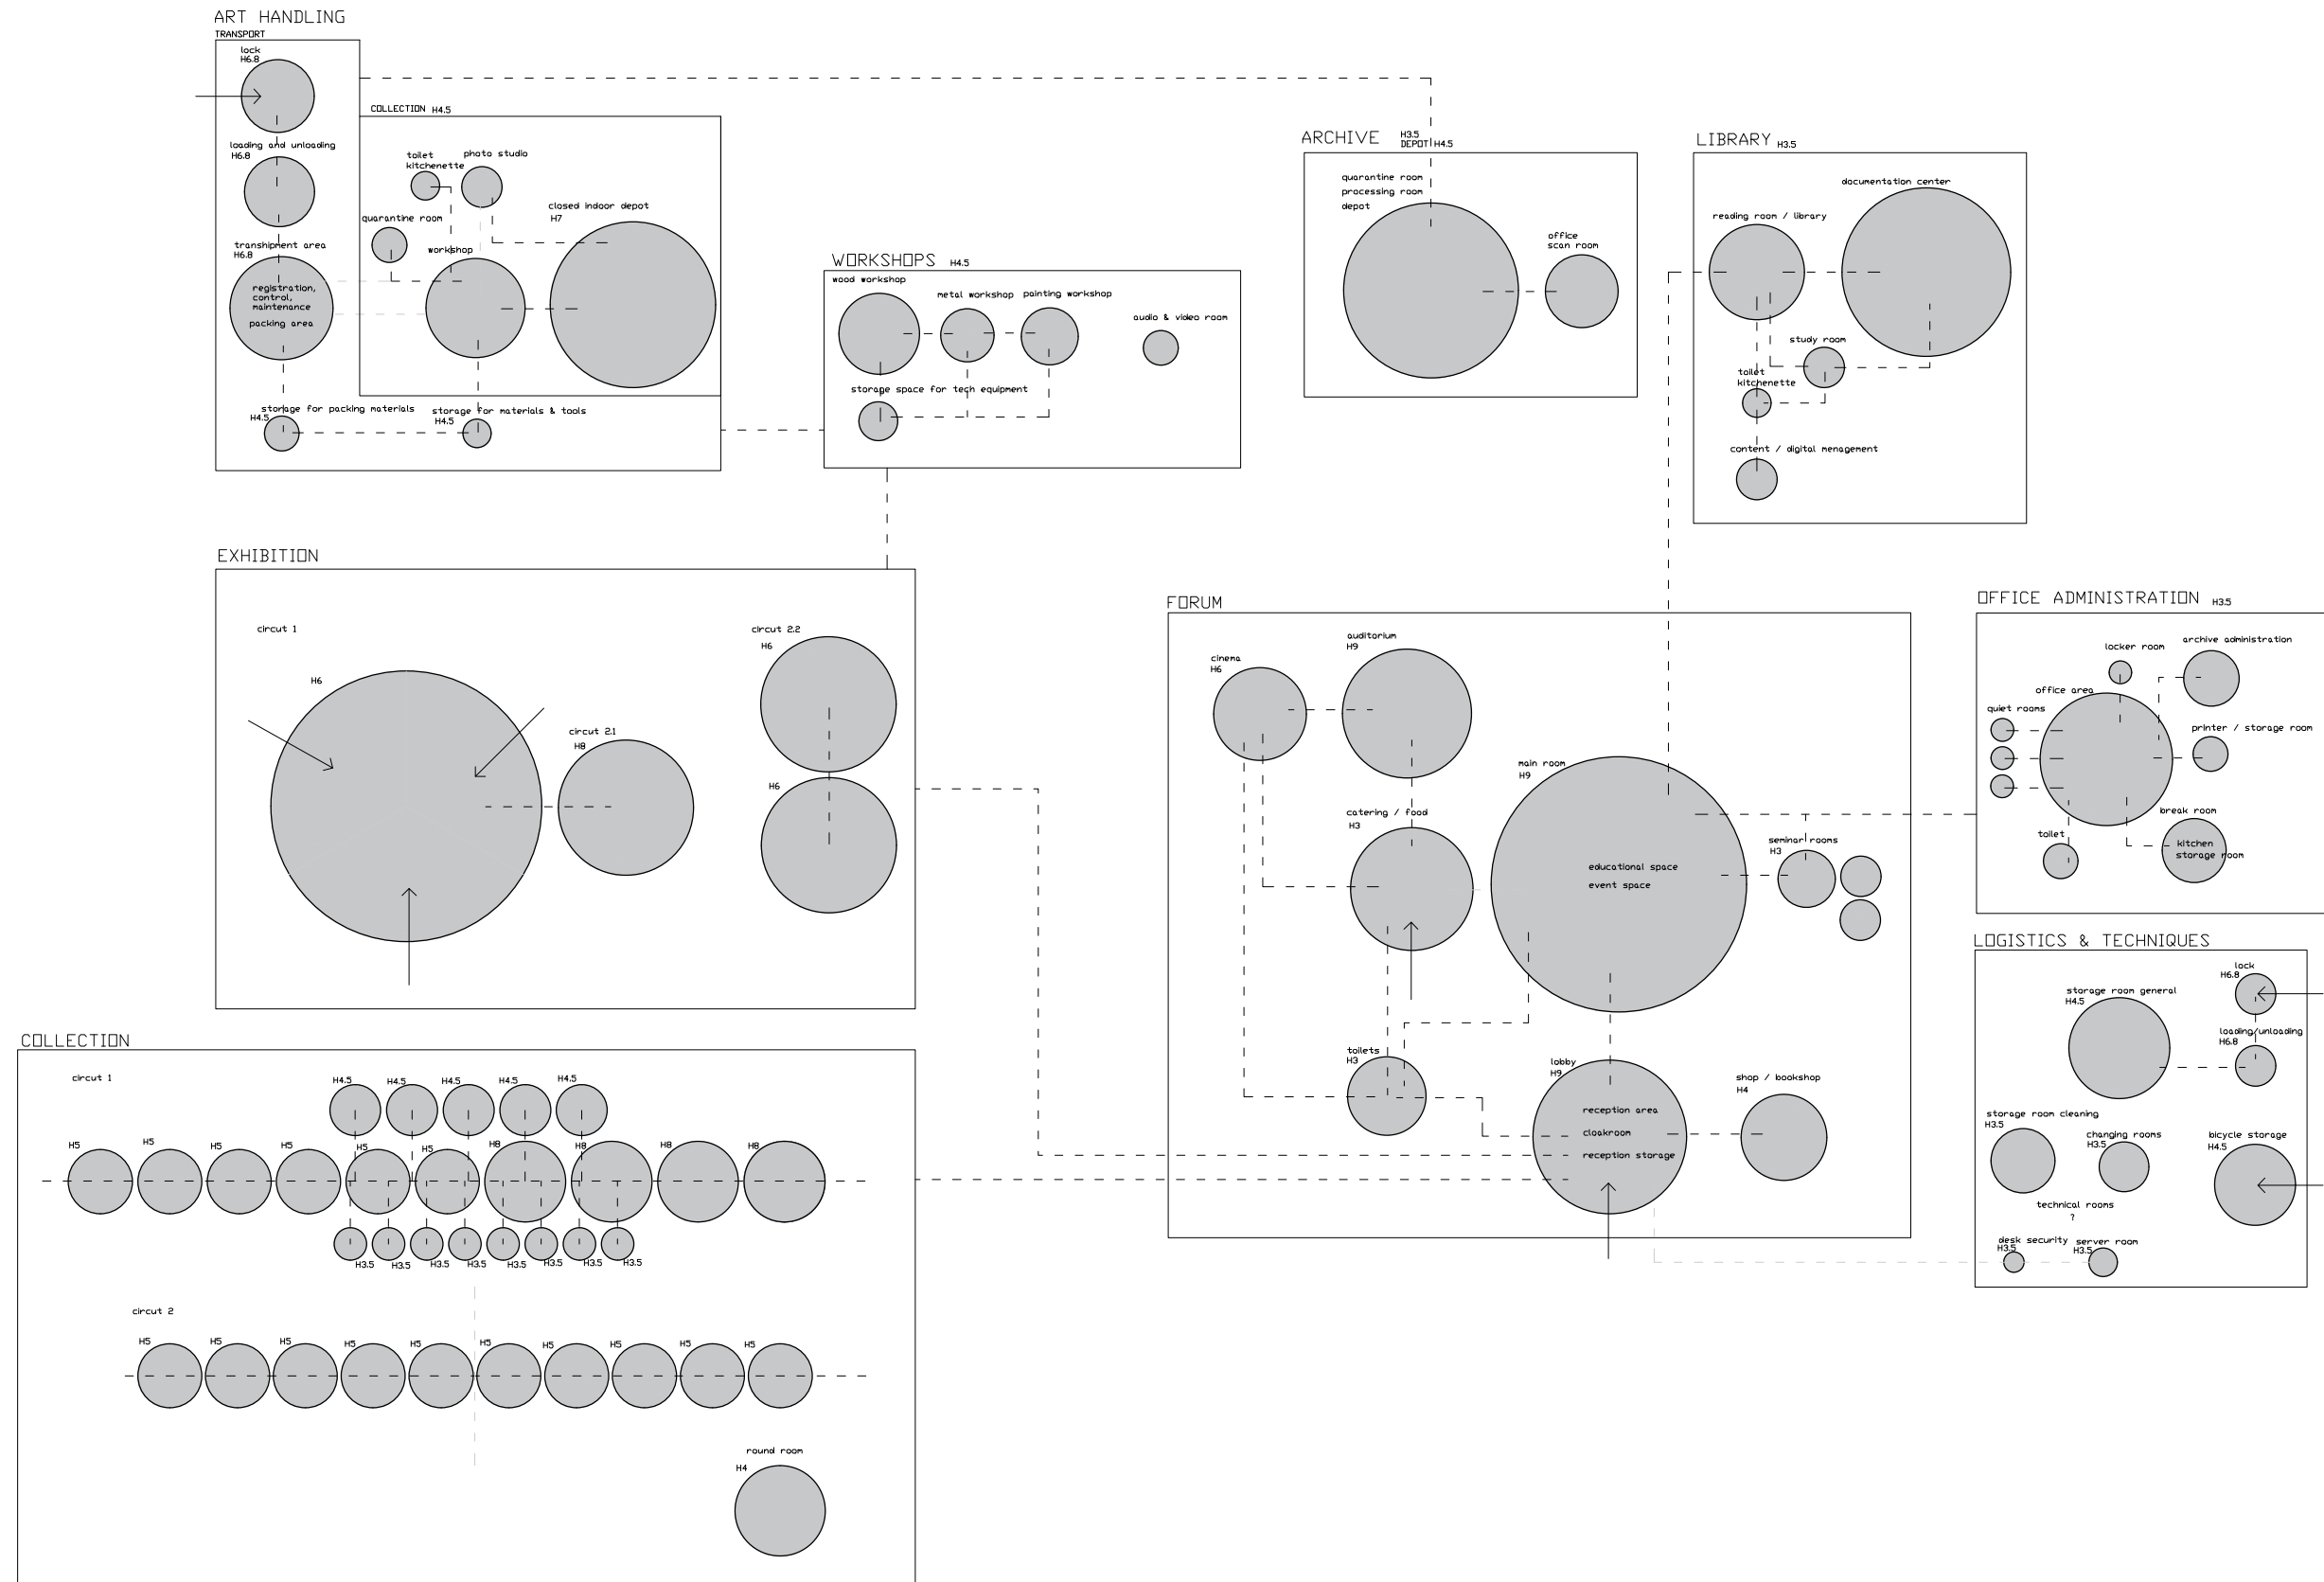 ART HANDLING
TRANSPORT
lock
H6.8
loading and unloading
H6.8
transhipment area
H6.8
registration,
control,
maintenance
packing area
storage for packing materials
H4.5
storage for materials & tools
H4.5
COLLECTION H4.5
toilet
kitchenette
photo studio
quarantine room
workshop
closed indoor depot
H7
WORKSHOPS H4.5
wood workshop
metal workshop
painting workshop
audio & video room
storage space for tech equipment
ARCHIVE
H3.5
DEPOT H4.5
quarantine room
processing room
depot
office
scan room
LIBRARY H3.5
documentation center
reading room / library
study room
toilet
kitchenette
content / digital menagement
EXHIBITION
circut 1
H6
circut 2.1
H8
circut 2.2
H6
H6
FORUM
cinema
H6
auditorium
H9
main room
H9
educational space
event space
catering / food
H3
seminar rooms
H3
toilets
H3
lobby
H9
reception area
cloakroom
reception storage
shop / bookshop
H4
OFFICE ADMINISTRATION H3.5
archive administration
locker room
office area
quiet rooms
printer / storage room
break room
kitchen
storage room
toilet
LOGISTICS & TECHNIQUES
lock
H6.8
storage room general
H4.5
loading/unloading
H6.8
storage room cleaning
H3.5
changing rooms
H3.5
bicycle storage
H4.5
technical rooms
?
desk security
H3.5
server room
H3.5
COLLECTION
circut 1
H4.5 H4.5 H4.5 H4.5 H4.5
H5 H5 H5 H5 H5 H5 H8 H8 H8 H8
H3.5 H3.5 H3.5 H3.5 H3.5 H3.5 H3.5 H3.5
circut 2
H5 H5 H5 H5 H5 H5 H5 H5 H5 H5
round room
H4